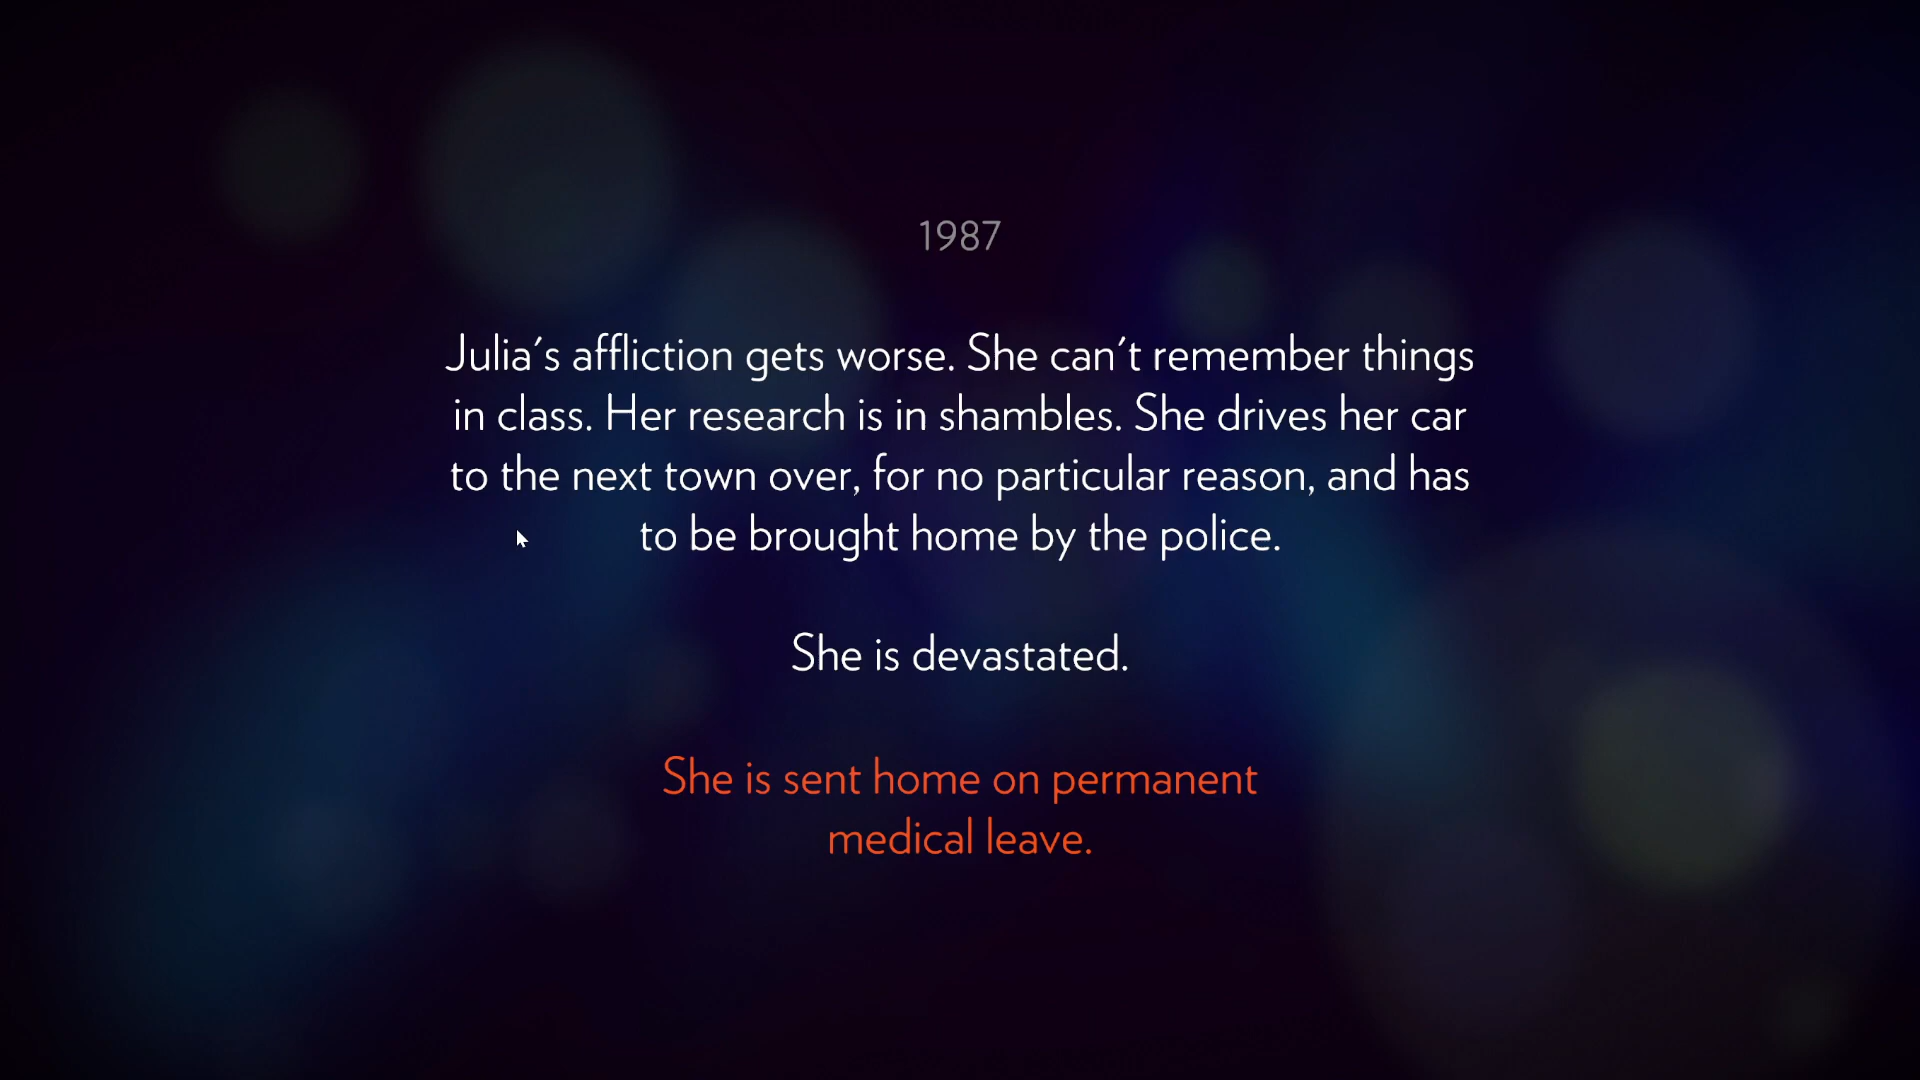 1987
Julia's affliction gets worse. She can't remember things
in class. Her research is in shambles. She drives her car
to the next town over, for no particular reason, and has
to be brought home by the police.
She is devastated.
She is sent home on permanent
medical leave.